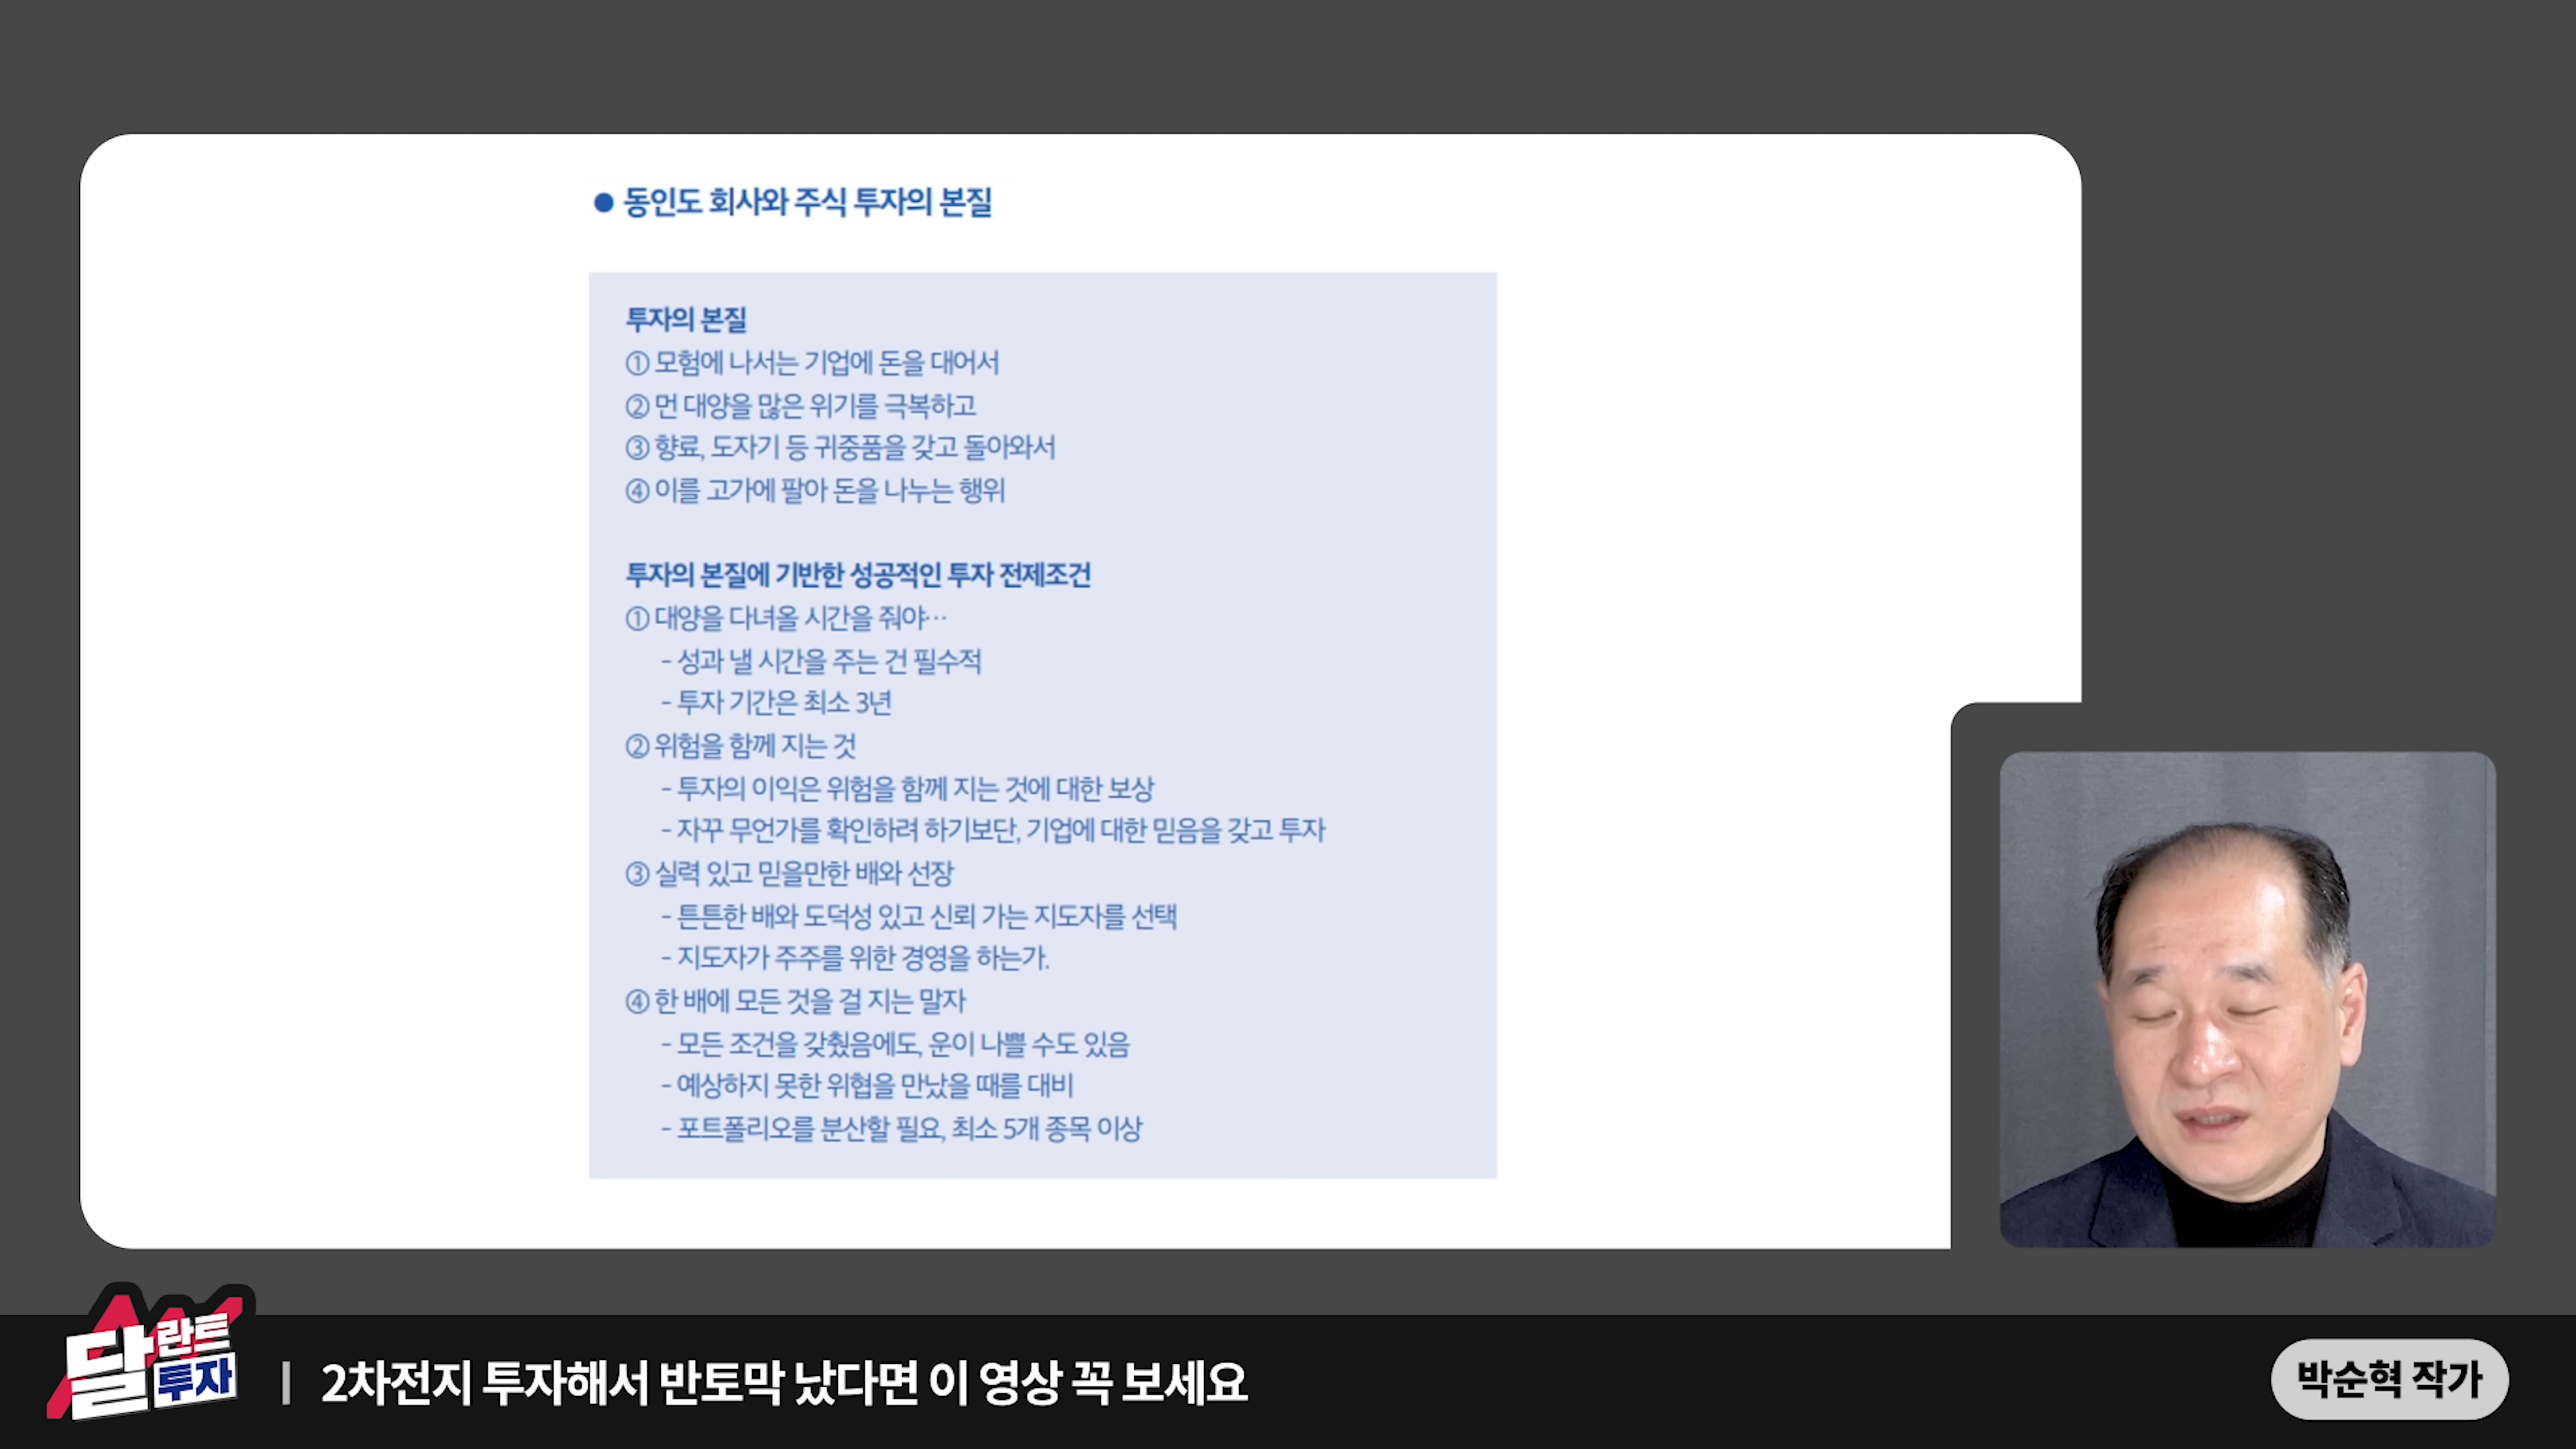 ● 동인도 회사와 주식 투자의 본질
투자의 본질
① 모험에 나서는 기업에 돈을 대어서
② 먼 대양을 많은 위기를 극복하고
③ 향료, 도자기 등 귀중품을 갖고 돌아와서
④ 이를 고가에 팔아 돈을 나누는 행위
투자의 본질에 기반한 성공적인 투자 전제조건
① 대양을 다녀올 시간을 줘야…
- 성과 낼 시간을 주는 건 필수적
- 투자 기간은 최소 3년
② 위험을 함께 지는 것
- 투자의 이익은 위험을 함께 지는 것에 대한 보상
- 자꾸 무언가를 확인하려 하기보단, 기업에 대한 믿음을 갖고 투자
③ 실력 있고 믿을만한 배와 선장
- 튼튼한 배와 도덕성 있고 신뢰 가는 지도자를 선택
- 지도자가 주주를 위한 경영을 하는가.
④ 한 배에 모든 것을 걸 지는 말자
- 모든 조건을 갖췄음에도, 운이 나쁠 수도 있음
- 예상하지 못한 위협을 만났을 때를 대비
- 포트폴리오를 분산할 필요, 최소 5개 종목 이상
달란트
투자
| 2차전지 투자해서 반토막 났다면 이 영상 꼭 보세요
박순혁 작가